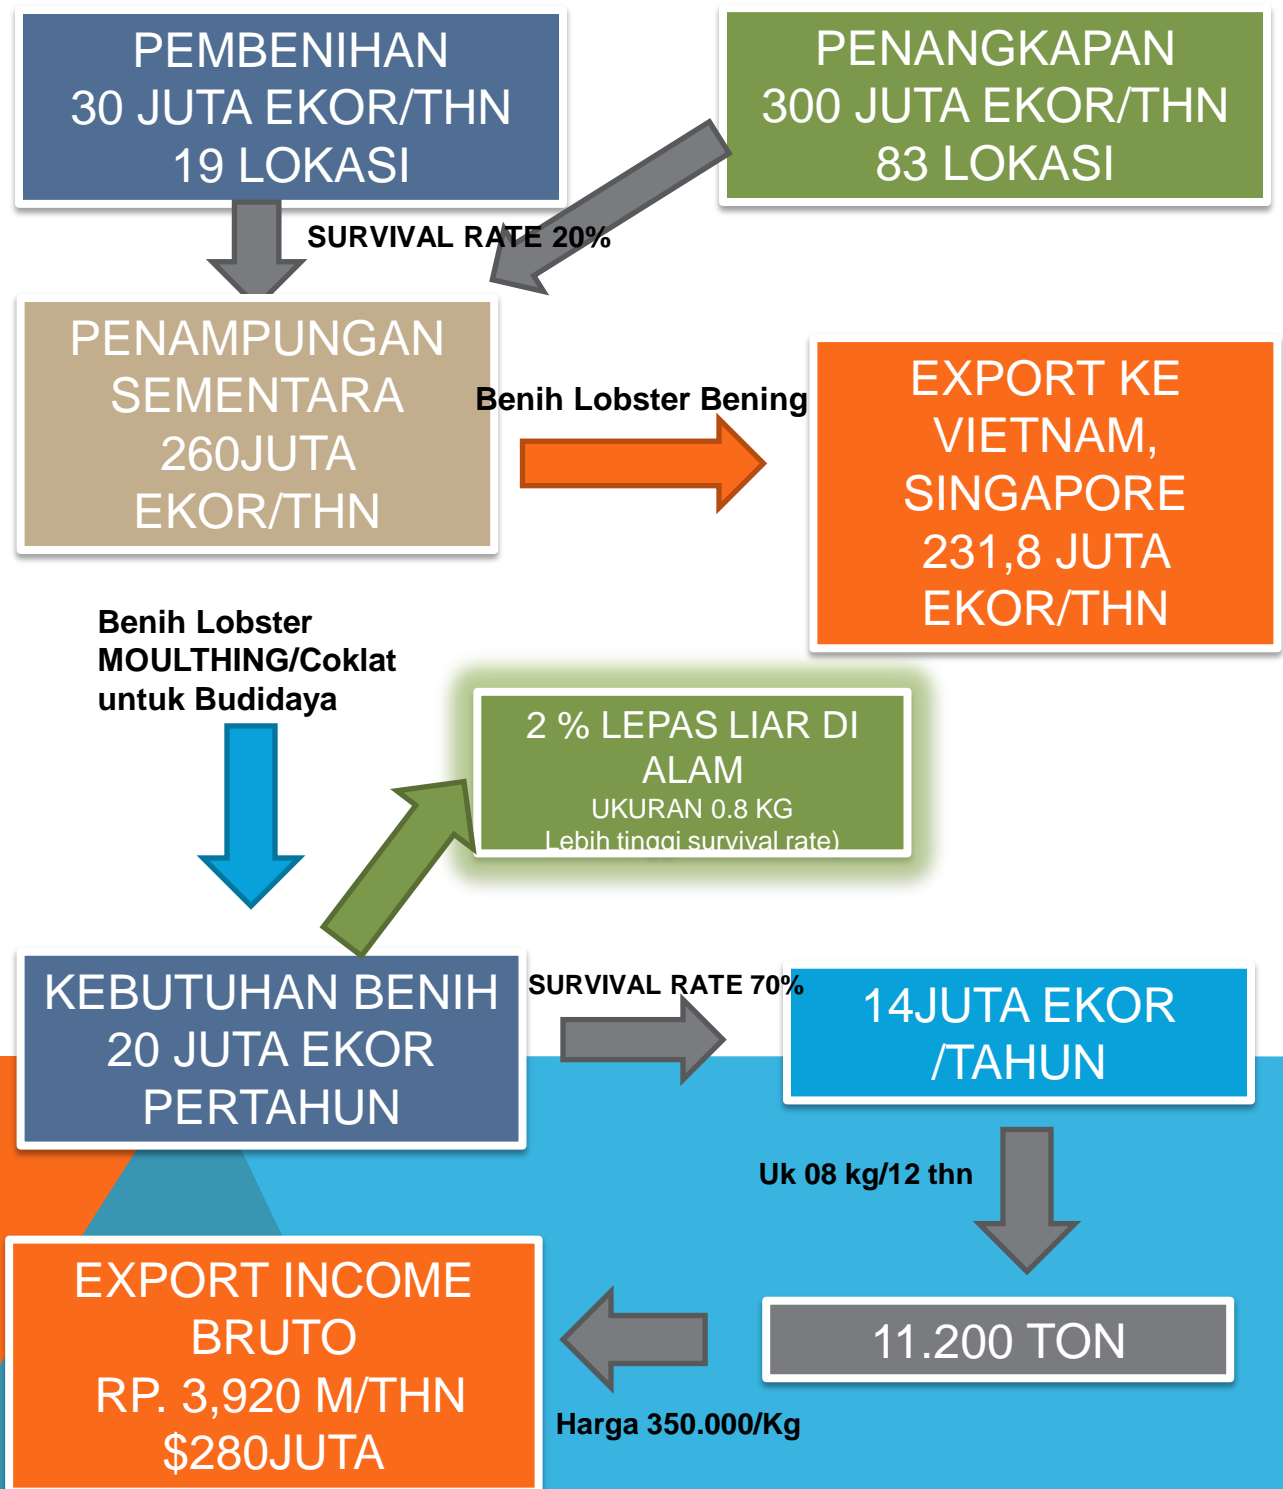 PEMBENIHAN
30 JUTA EKOR/THN
19 LOKASI
PENANGKAPAN
300 JUTA EKOR/THN
83 LOKASI
SURVIVAL RATE 20%
PENAMPUNGAN
SEMENTARA
260JUTA
EKOR/THN
Benih Lobster Bening
EXPORT KE
VIETNAM,
SINGAPORE
231,8 JUTA
EKOR/THN
Benih Lobster
MOULTHING/Coklat
untuk Budidaya
2 % LEPAS LIAR DI
ALAM
UKURAN 0.8 KG
Lebih tinggi survival rate)
KEBUTUHAN BENIH
20 JUTA EKOR
PERTAHUN
SURVIVAL RATE 70%
14JUTA EKOR
/TAHUN
Uk 08 kg/12 thn
11.200 TON
Harga 350.000/Kg
EXPORT INCOME
BRUTO
RP. 3,920 M/THN
$280JUTA